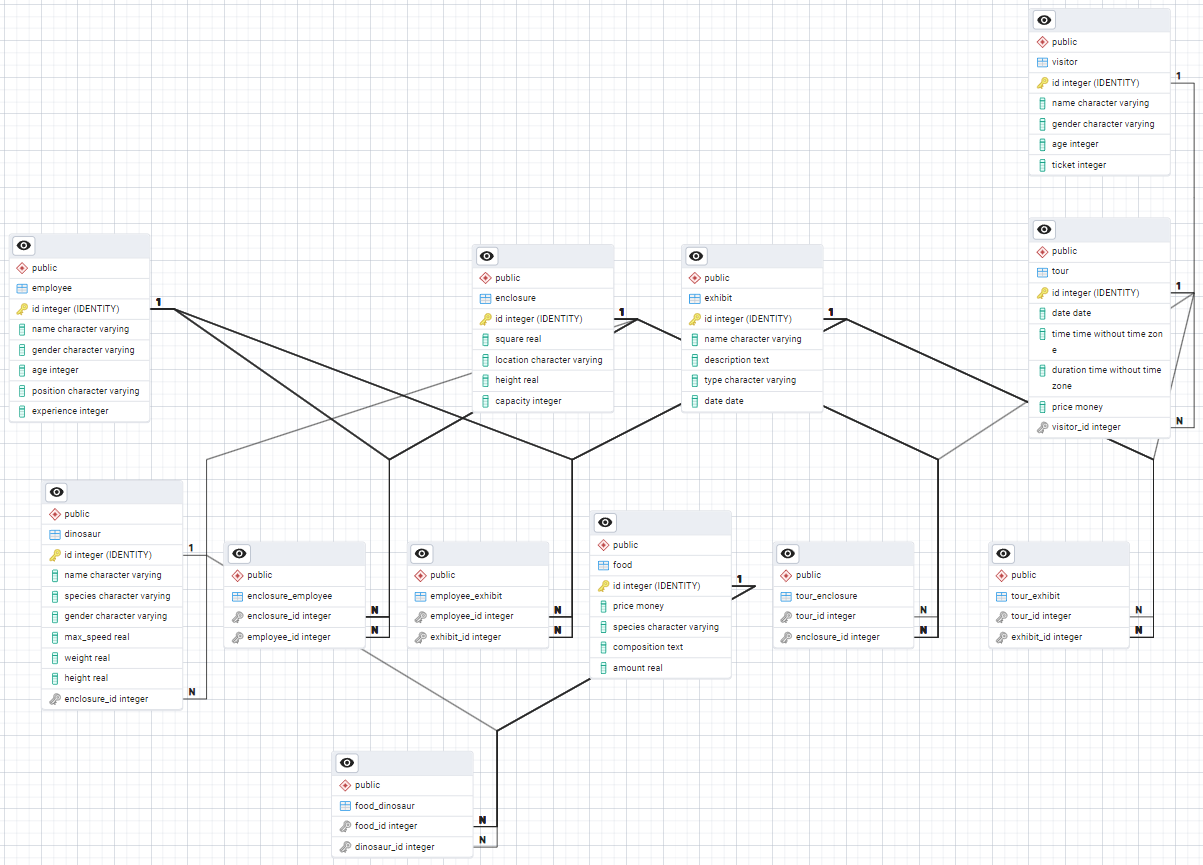 public
visitor
id integer (IDENTITY)
name character varying
gender character varying
age integer
ticket integer
1
public
tour
id integer (IDENTITY)
date date
time time without time zon
e
duration time without time
zone
price money
visitor_id integer
1
N
public
employee
id integer (IDENTITY)
name character varying
gender character varying
age integer
position character varying
experience integer
1
public
enclosure
id integer (IDENTITY)
square real
location character varying
height real
capacity integer
1
public
exhibit
id integer (IDENTITY)
name character varying
description text
type character varying
date date
1
public
dinosaur
id integer (IDENTITY)
name character varying
species character varying
gender character varying
max_speed real
weight real
height real
enclosure_id integer
1
N
public
enclosure_employee
enclosure_id integer
employee_id integer
N
N
public
employee_exhibit
employee_id integer
exhibit_id integer
N
N
public
food
id integer (IDENTITY)
price money
species character varying
composition text
amount real
1
public
tour_enclosure
tour_id integer
enclosure_id integer
N
N
public
tour_exhibit
tour_id integer
exhibit_id integer
N
N
public
food_dinosaur
food_id integer
dinosaur_id integer
N
N